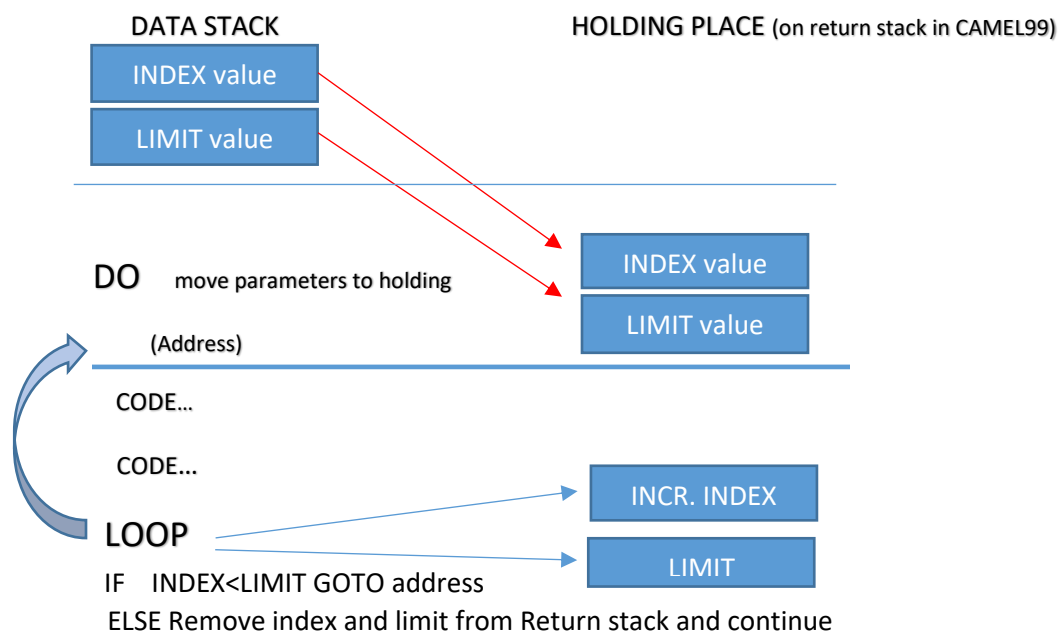 DATA STACK HOLDING PLACE (on return stack in CAMEL99)
INDEX value
LIMIT value
INDEX value
DO move parameters to holding
LIMIT value
(Address)
CODE...
CODE...
INCR. INDEX
LOOP
LIMIT
IF INDEX<LIMIT GOTO address
ELSE Remove index and limit from Return stack and continue